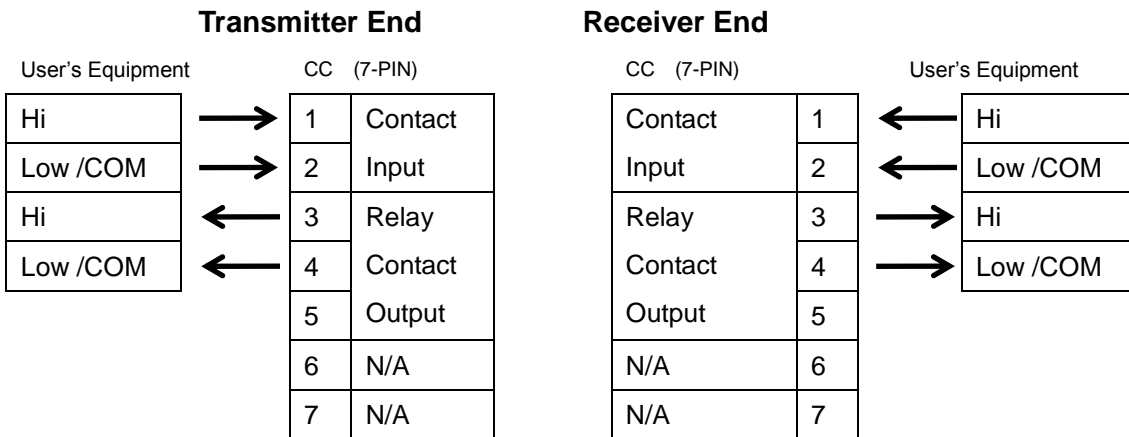 Transmitter End Receiver End
User's Equipment CC (7-PIN) CC (7-PIN) User's Equipment
Hi 1 Contact Contact 1 Hi
Low /COM 2 Input Input 2 Low /COM
Hi 3 Relay Relay 3 Hi
Low /COM 4 Contact Contact 4 Low /COM
5 Output Output 5
6 N/A N/A 6
7 N/A N/A 7